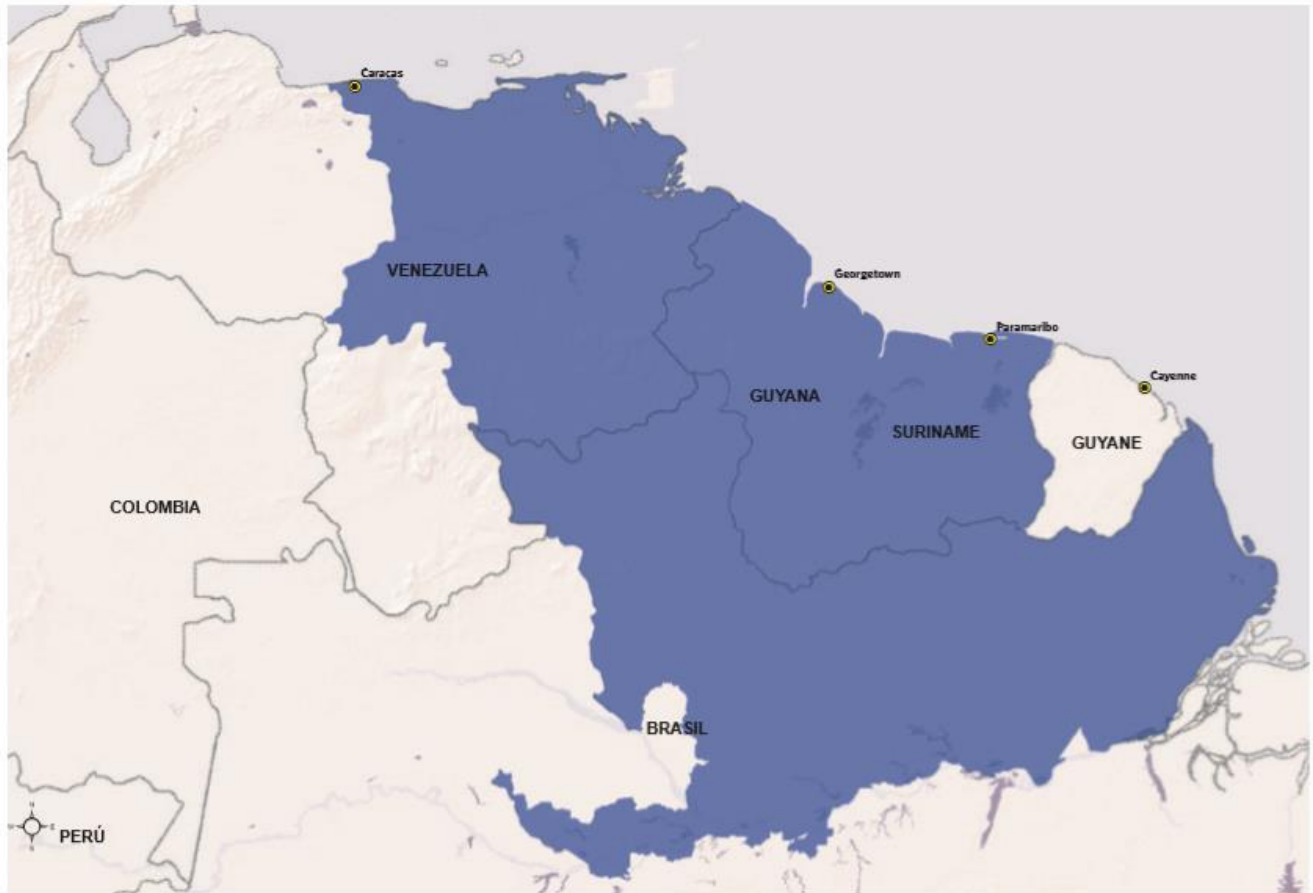 Caracas
VENEZUELA
Georgetown
Paramaribo
Cayenne
GUYANA
SURINAME
GUYANE
COLOMBIA
BRASIL
PERÚ